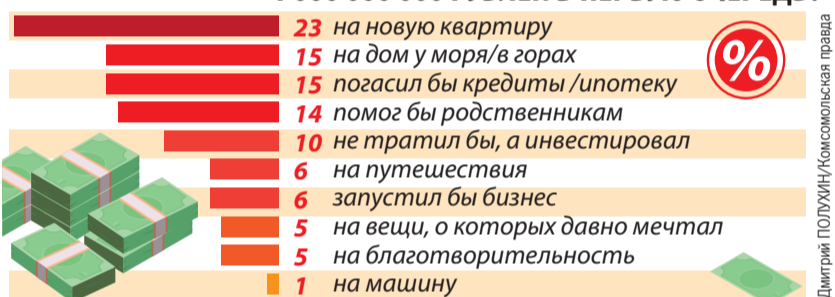 23 на новую квартиру
15 на дом у моря/в горах
15 погасил бы кредиты /ипотеку
14 помог бы родственникам
10 не тратил бы, а инвестировал
6 на путешествия
6 запустил бы бизнес
5 на вещи, о которых давно мечтал
5 на благотворительность
1 на машину
%
Дмитрий ПОЛУХИН/Комсомольская правда